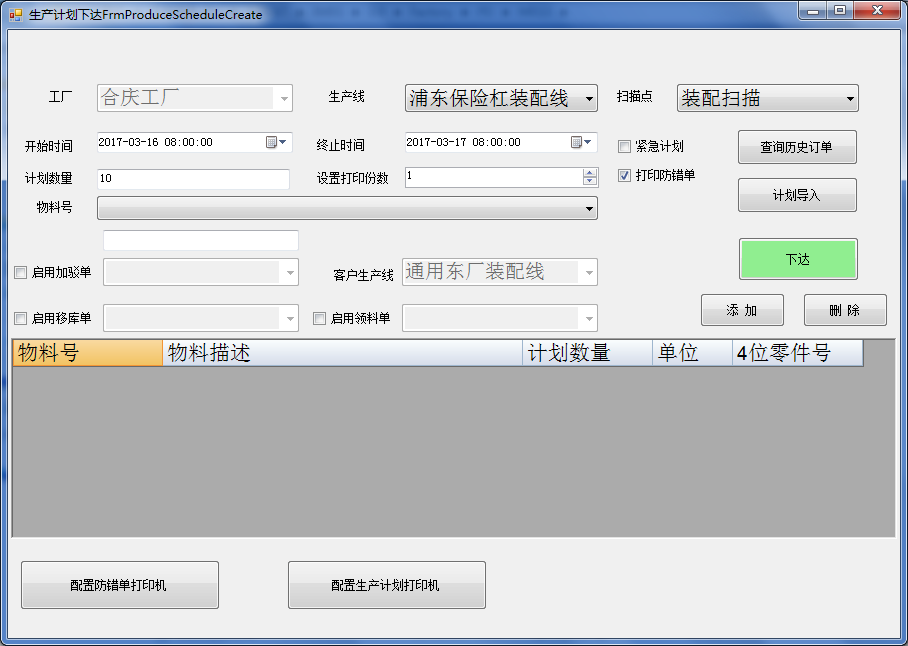 生产计划下达FrmProduceScheduleCreate
工厂 合庆工厂 生产线 浦东保险杠装配线 扫描点 装配扫描
开始时间 2017-03-16 08:00:00 终止时间 2017-03-17 08:00:00 紧急计划 查询历史订单
计划数量 10 设置打印份数 1 打印防错单 计划导入
物料号
启用加驳单 客户生产线 通用东厂装配线 下达
启用移库单 启用领料单 添 加 删 除
物料号 物料描述 计划数量 单位 4位零件号
配置防错单打印机 配置生产计划打印机